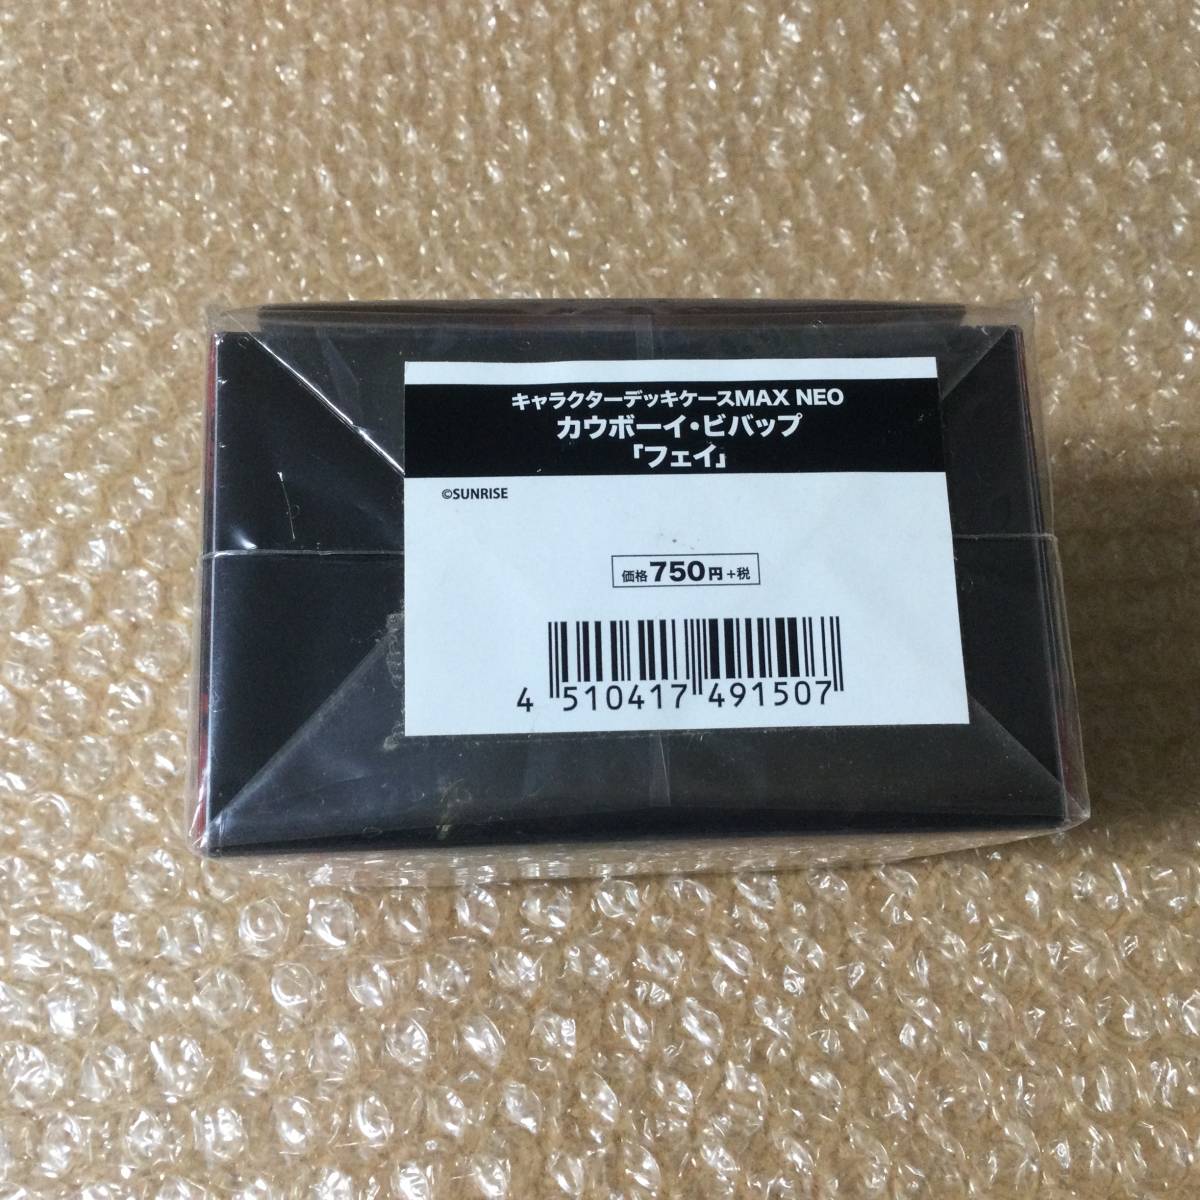 キャラクターデッキケースMAX NEO
カウボーイ・ビバップ
「フェイ」
©SUNRISE
価格750円+税
4 510417 491507